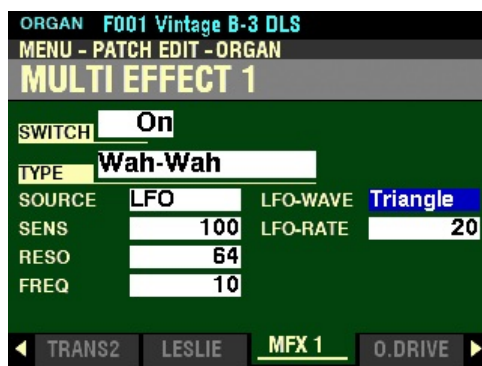 ORGAN F001 Vintage B-3 DLS
MENU - PATCH EDIT - ORGAN
MULTI EFFECT 1
SWITCH On
TYPE Wah-Wah
SOURCE LFO LFO-WAVE Triangle
SENS 100 LFO-RATE 20
RESO 64
FREQ 10
TRANS2 LESLIE MFX 1 O.DRIVE